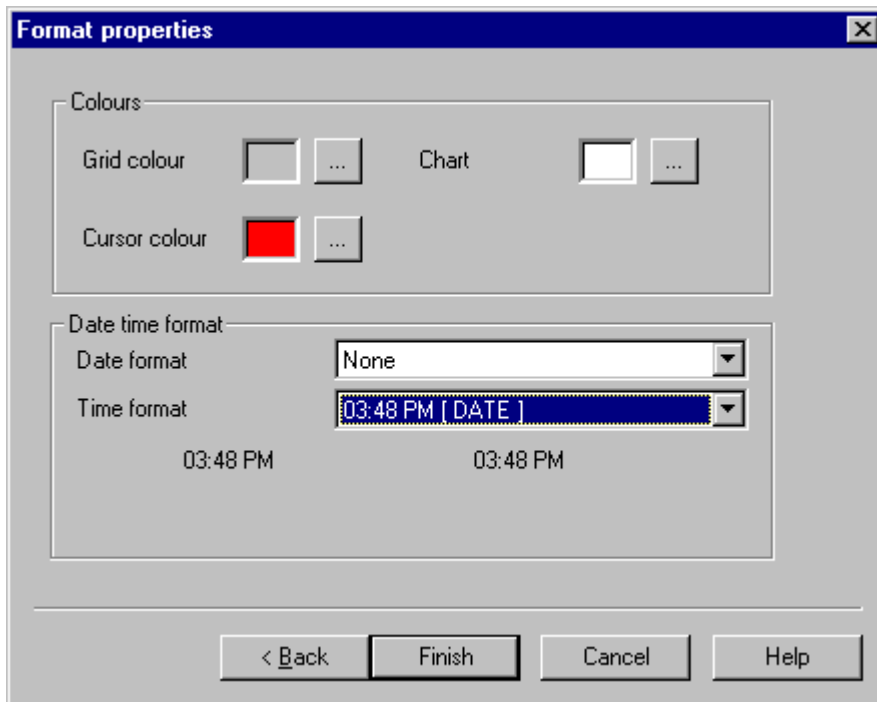 Format properties
Colours
Grid colour ... Chart ...
Cursor colour ...
Date time format
Date format None
Time format 03:48 PM [ DATE ]
03:48 PM 03:48 PM
< Back Finish Cancel Help